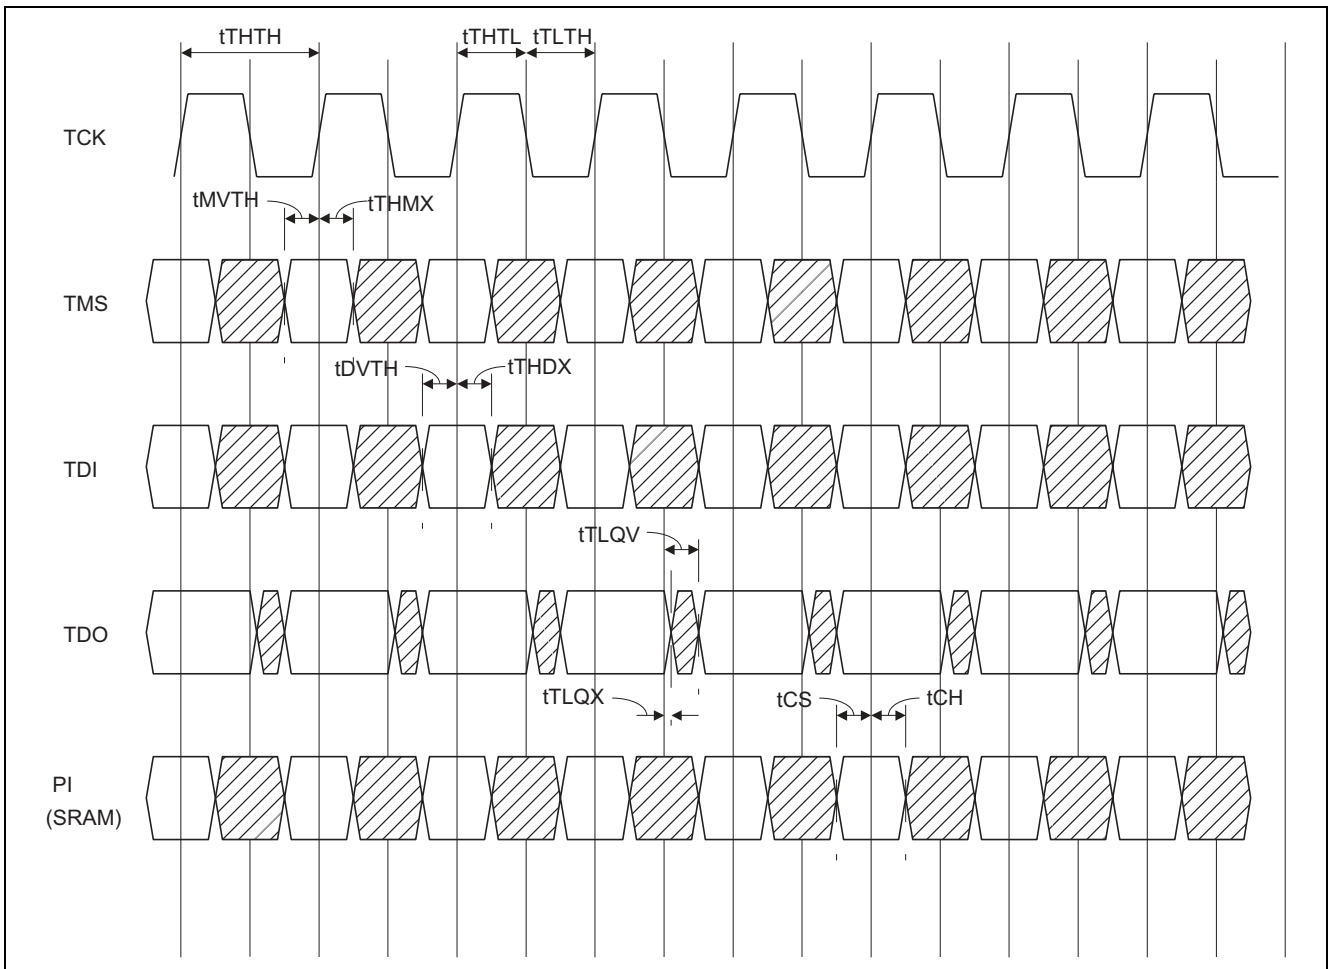 tTHTH
tTHTL
tTLTH
TCK
tMVTH
tTHMX
TMS
tDVTH
tTHDX
TDI
tTLQV
TDO
tTLQX
tCS
tCH
PI
(SRAM)